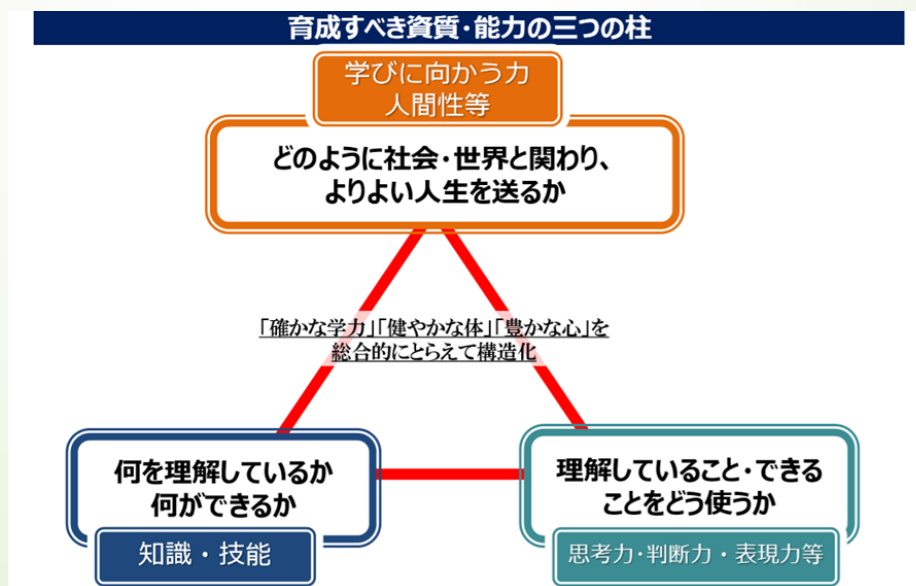 育成すべき資質・能力の三つの柱
学びに向かう力
人間性等
どのように社会・世界と関わり、
よりよい人生を送るか
「確かな学力」「健やかな体」「豊かな心」を
総合的にとらえて構造化
何を理解しているか
何ができるか
知識・技能
理解していること・できる
ことをどう使うか
思考力・判断力・表現力等